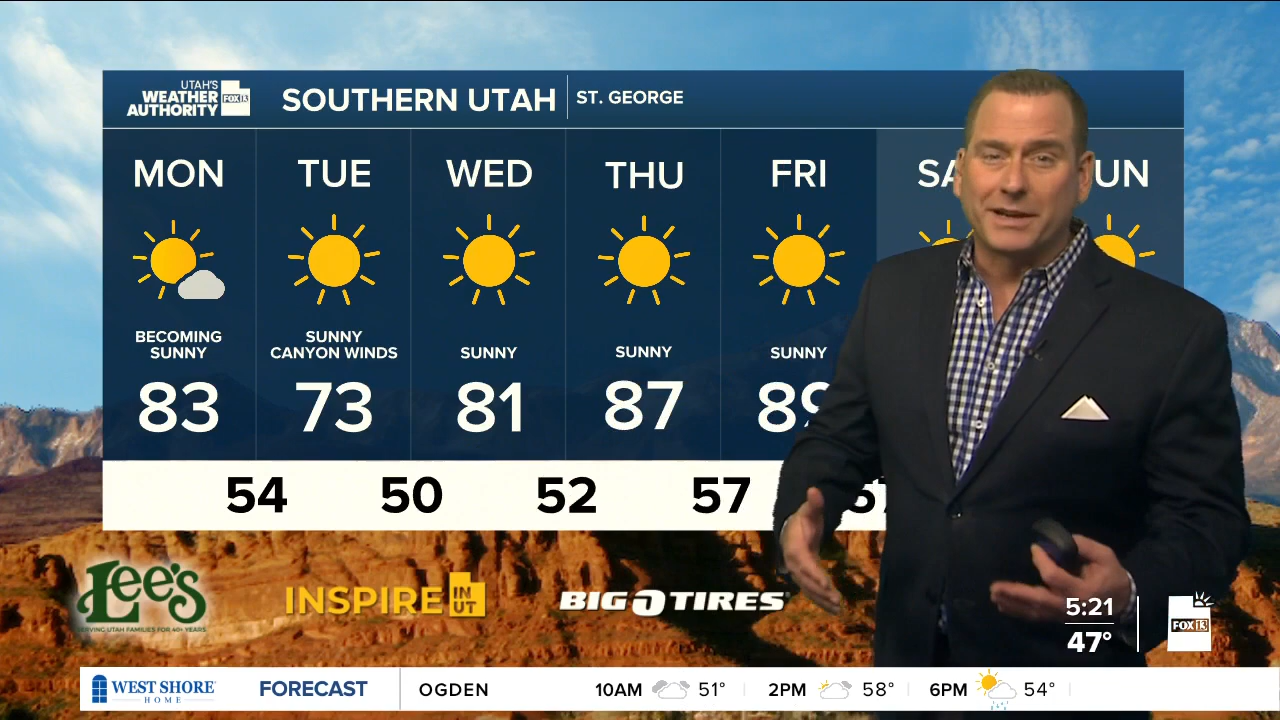 UTAH'S
WEATHER
AUTHORITY
FOX 13
SOUTHERN UTAH
ST. GEORGE
MON
TUE
WED
THU
FRI
BECOMING
SUNNY
SUNNY
CANYON WINDS
SUNNY
SUNNY
SUNNY
83
73
81
87
89
54
50
52
57
Lee's
SERVING UTAH FAMILIES FOR 40+ YEARS
INSPIRE
IN
UT
BIG O TIRES
5:21
47°
FOX 13
WEST SHORE
HOME
FORECAST
OGDEN
10AM 51°
2PM 58°
6PM 54°